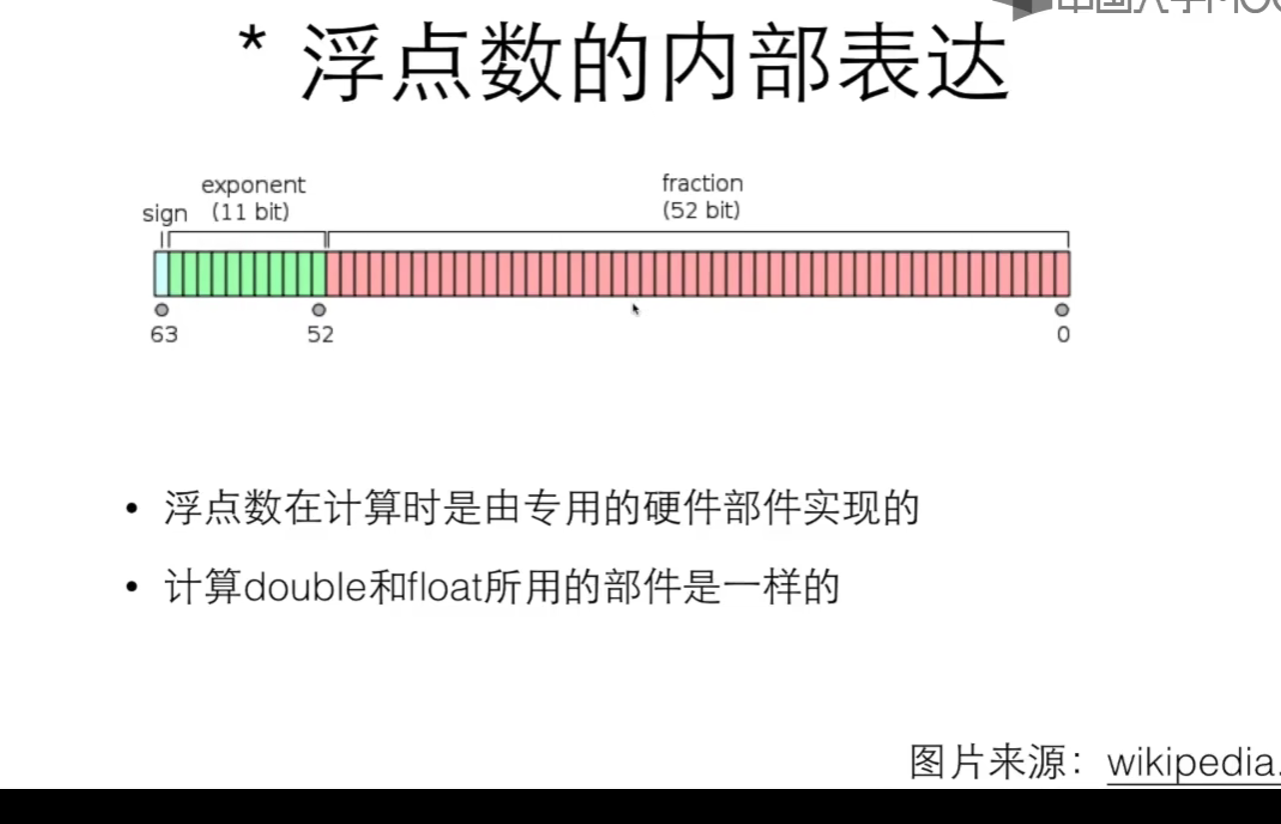 * 浮点数的内部表达
exponent
fraction
sign (11 bit)
(52 bit)
63
52
0
• 浮点数在计算时是由专用的硬件部件实现的
• 计算double和float所用的部件是一样的
图片来源：wikipedia.